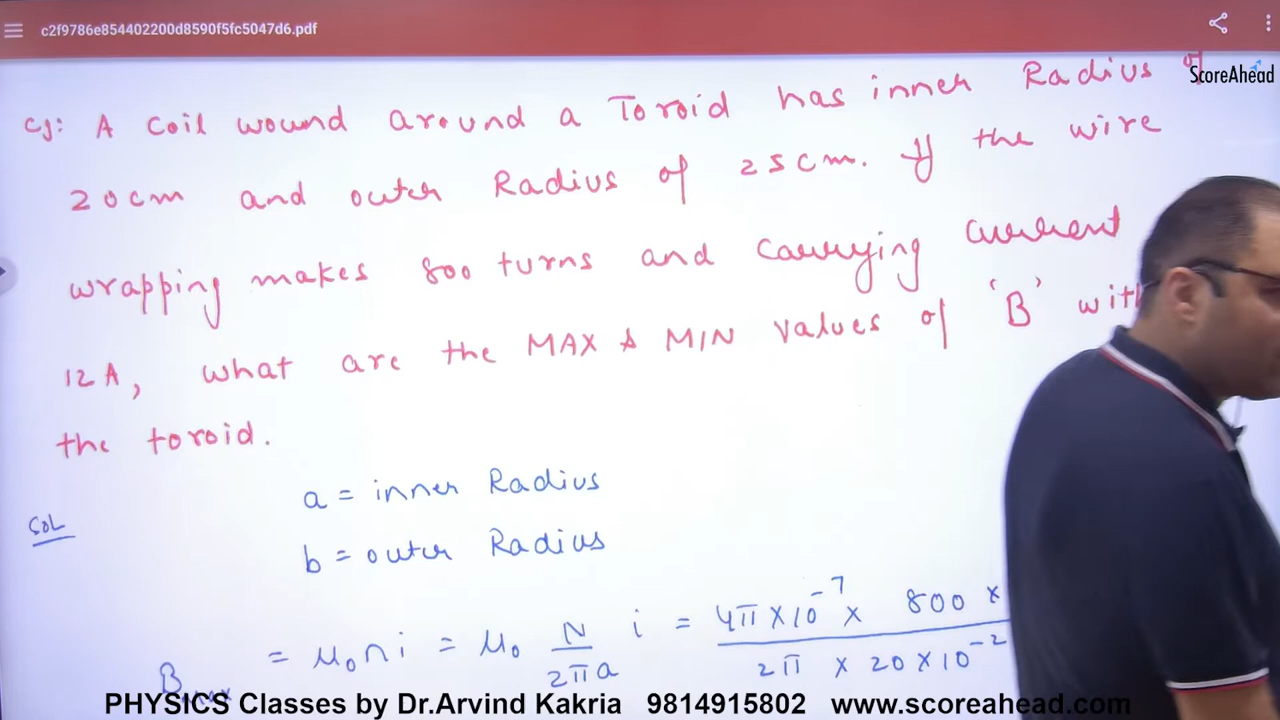 c2f9786e854402200d8590f5fc5047d6.pdf
ScoreAhead
Cj: A coil wound around a Toroid has inner Radius of
20cm and outer Radius of 25cm. If the wire
wrapping makes 800 turns and carrying current
12A, what are the MAX & MIN values of 'B' with
the toroid.
SOL
a = inner Radius
b = outer Radius
B max = μ₀ni = μ₀ N/2πa i = 4π×10⁻⁷ × 800 × / 2π × 20×10⁻²
PHYSICS Classes by Dr.Arvind Kakria 9814915802 www.scoreahead.com